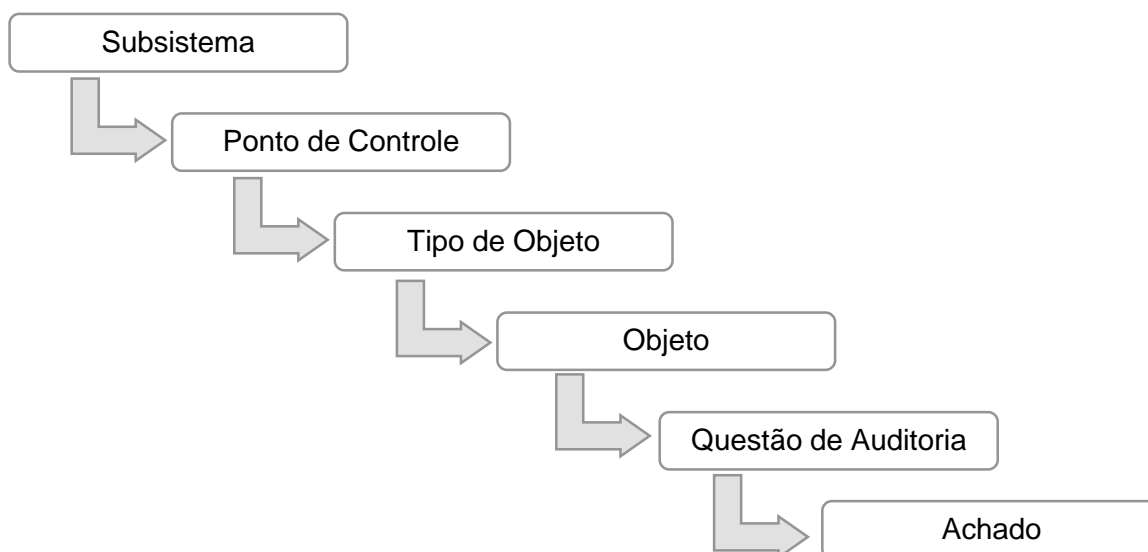 Subsistema
Ponto de Controle
Tipo de Objeto
Objeto
Questão de Auditoria
Achado